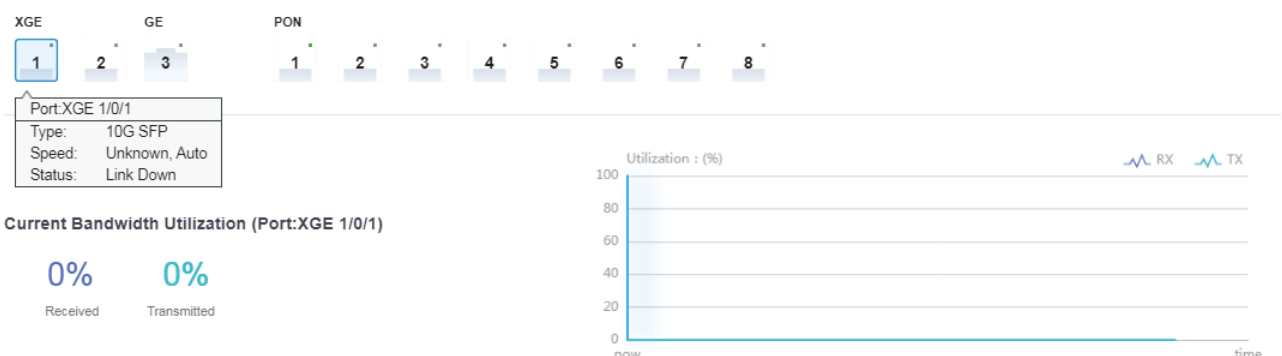 XGE GE PON
1 2 3 1 2 3 4 5 6 7 8
Port:XGE 1/0/1
Type: 10G SFP
Speed: Unknown, Auto
Status: Link Down
Current Bandwidth Utilization (Port:XGE 1/0/1)
0% 0%
Received Transmitted
Utilization : (%) RX TX
100
80
60
40
20
0
now time